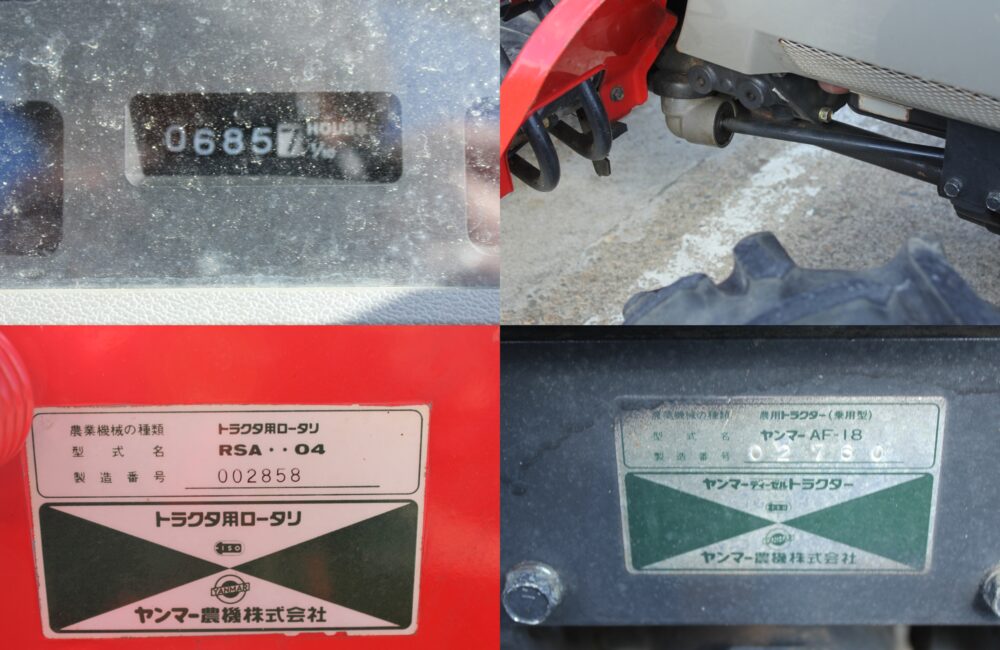 06857 HOURS
1/10
農業機械の種類 トラクタ用ロータリ
型式名 RSA・・04
製造番号 002858
トラクタ用ロータリ
ISO
YANMAR
ヤンマー農機株式会社
農業機械の種類 農用トラクター(乗用型)
型式名 ヤンマー AF-18
製造番号 02730
ヤンマーディーゼルトラクター
ヤンマー農機株式会社